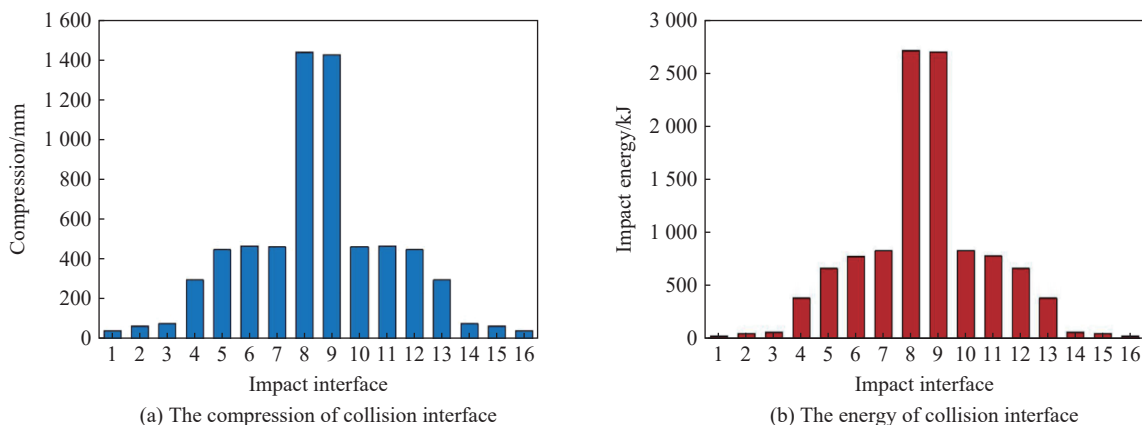 1 600
1 400
1 200
1 000
800
600
400
200
0
Compression/mm
1 2 3 4 5 6 7 8 9 10 11 12 13 14 15 16
Impact interface
(a) The compression of collision interface
3 000
2 500
2 000
1 500
1 000
500
0
Impact energy/kJ
1 2 3 4 5 6 7 8 9 10 11 12 13 14 15 16
Impact interface
(b) The energy of collision interface